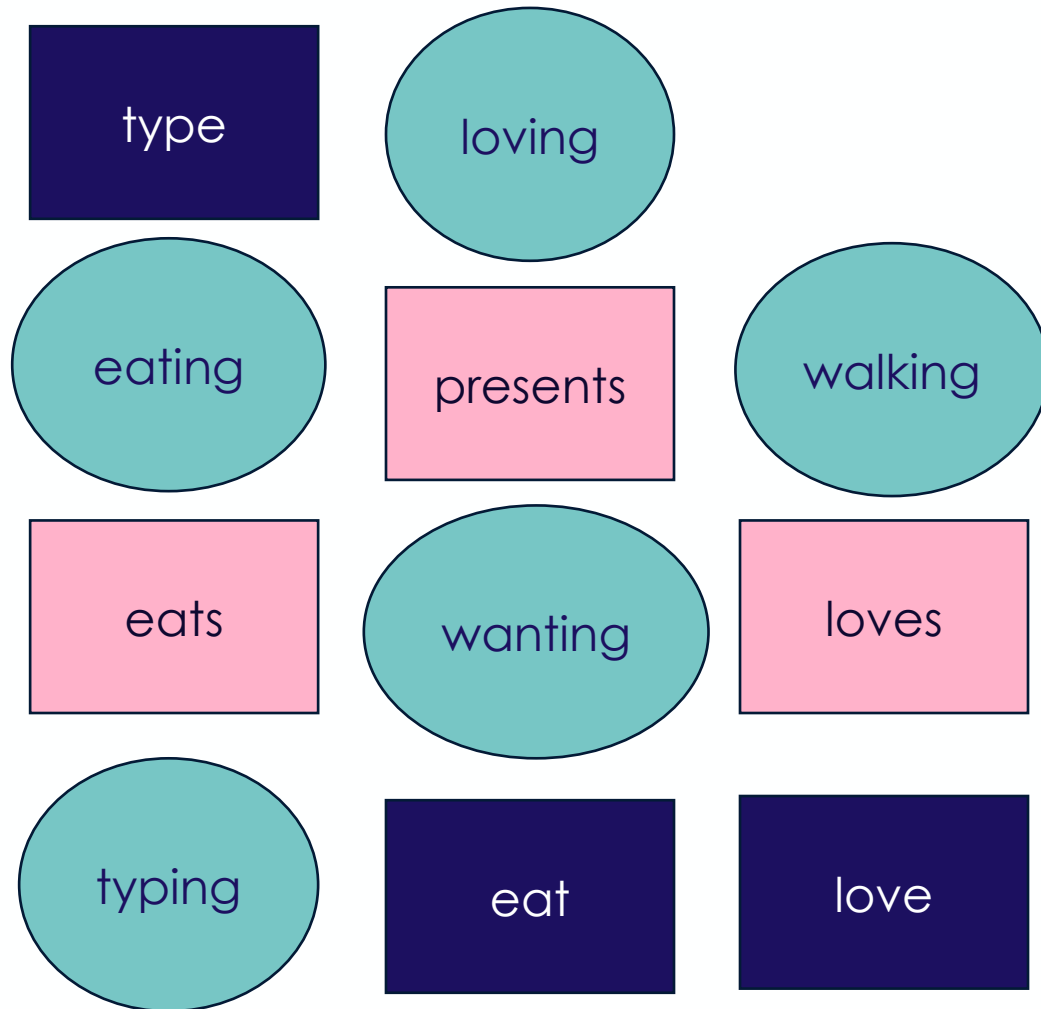 type
loving
eating
presents
walking
eats
wanting
loves
typing
eat
love